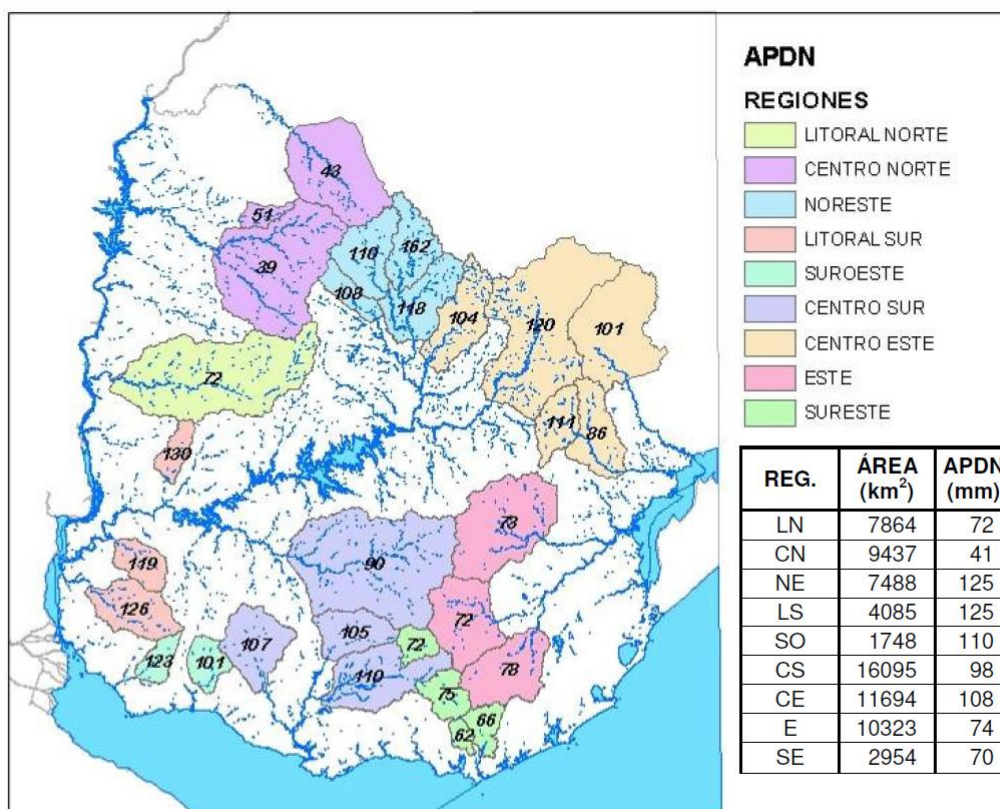 APDN
REGIONES
LITORAL NORTE
CENTRO NORTE
NORESTE
LITORAL SUR
SUROESTE
CENTRO SUR
CENTRO ESTE
ESTE
SURESTE
43
51
39
110
162
108
118
104
120
101
72
111
86
130
73
90
119
126
105
72
72
107
123
101
110
78
75
66
62
REG. ÁREA (km²) APDN (mm)
LN 7864 72
CN 9437 41
NE 7488 125
LS 4085 125
SO 1748 110
CS 16095 98
CE 11694 108
E 10323 74
SE 2954 70